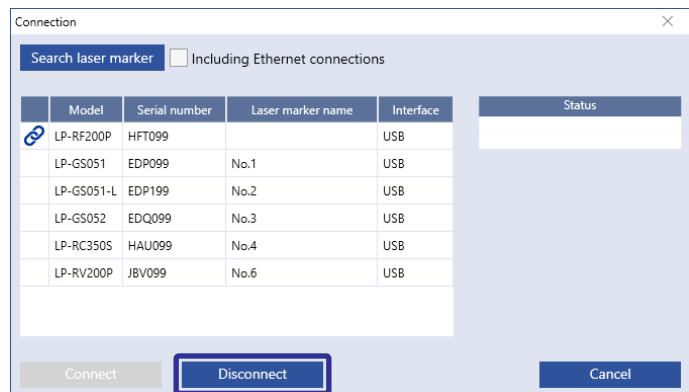 Connection
Search laser marker Including Ethernet connections
Model Serial number Laser marker name Interface Status
LP-RF200P HFT099 USB
LP-GS051 EDP099 No.1 USB
LP-GS051-L EDP199 No.2 USB
LP-GS052 EDQ099 No.3 USB
LP-RC350S HAU099 No.4 USB
LP-RV200P JBV099 No.6 USB
Connect Disconnect Cancel